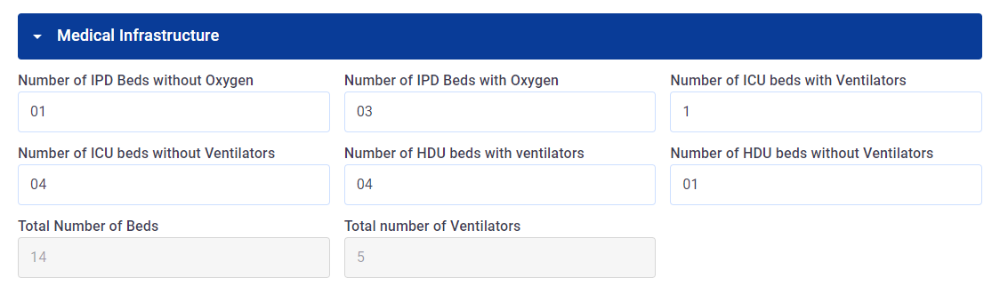 Medical Infrastructure
Number of IPD Beds without Oxygen
Number of IPD Beds with Oxygen
Number of ICU beds with Ventilators
01
03
1
Number of ICU beds without Ventilators
Number of HDU beds with ventilators
Number of HDU beds without Ventilators
04
04
01
Total Number of Beds
Total number of Ventilators
14
5